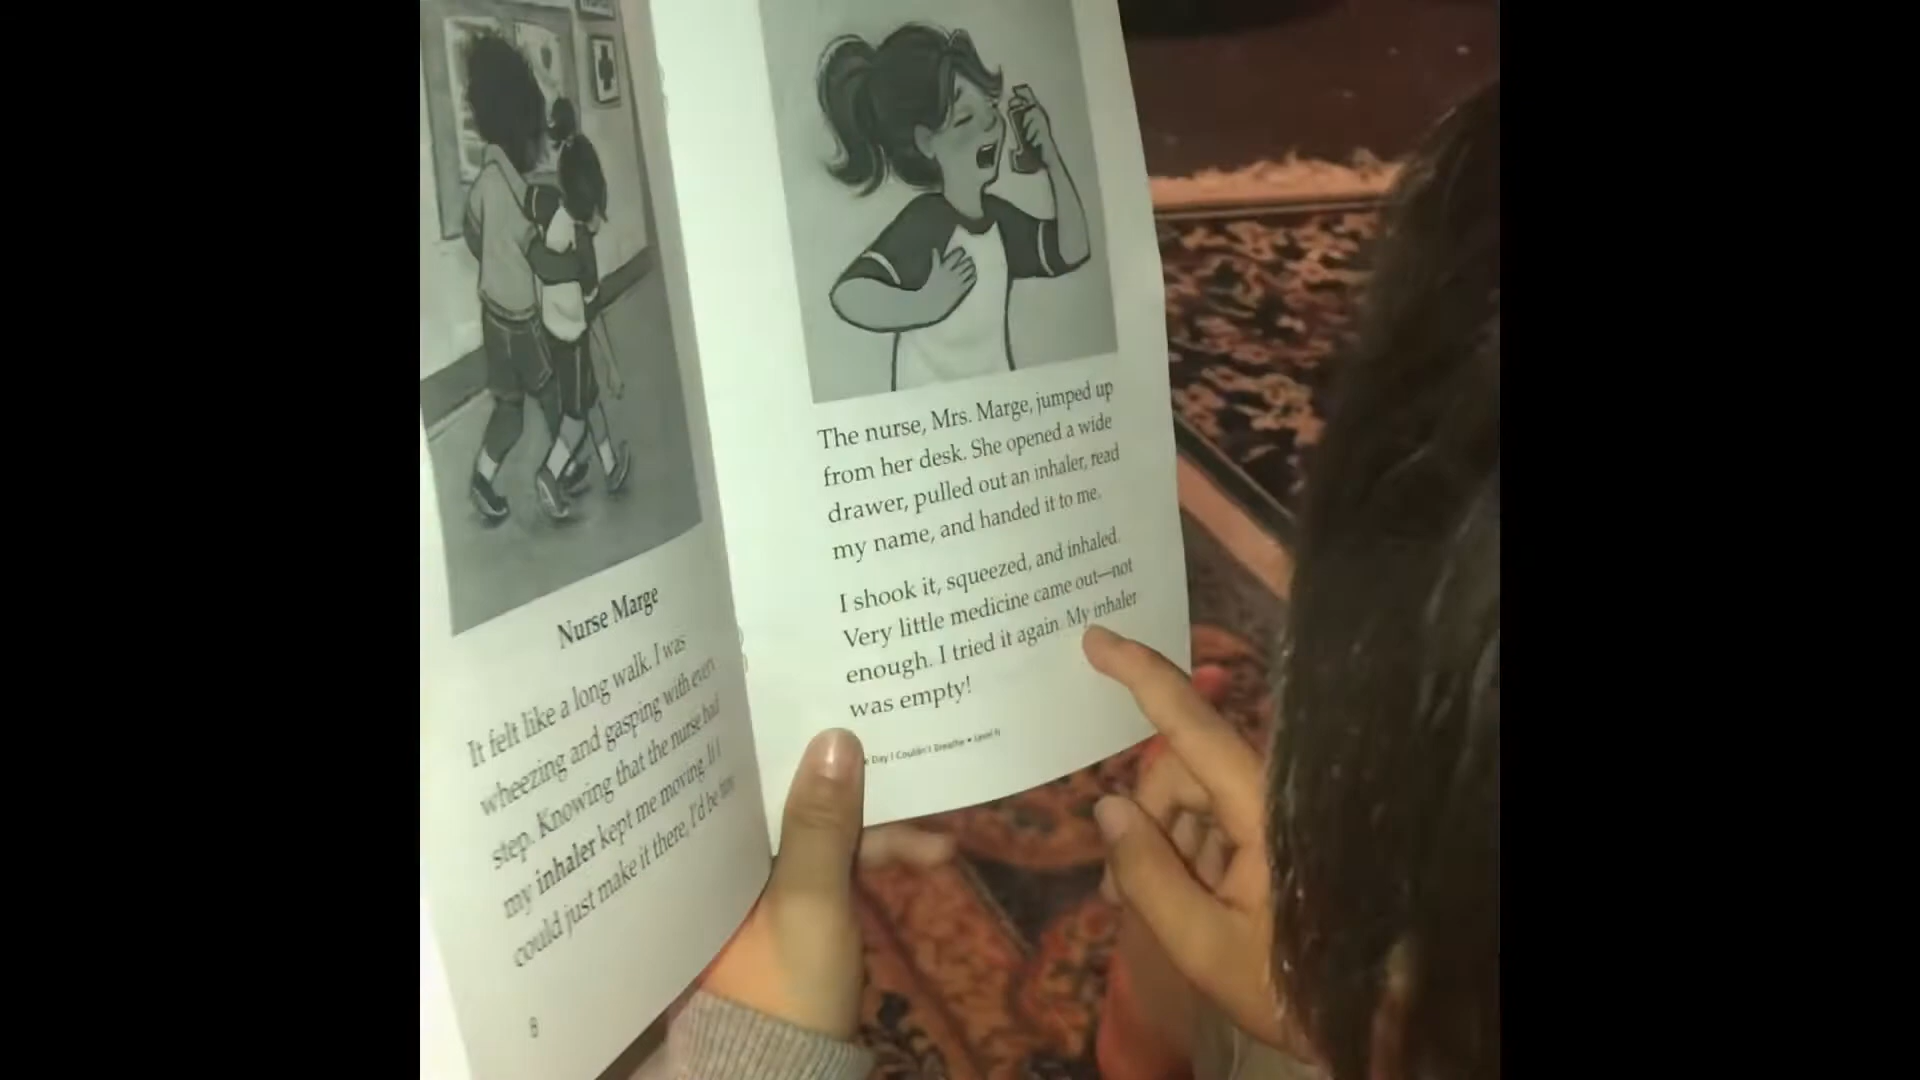 Nurse Marge
It felt like a long walk. I was
wheezing and gasping with every
step. Knowing that the nurse had
my inhaler kept me moving. If I
could just make it there, I'd be
8
The nurse, Mrs. Marge, jumped up
from her desk. She opened a wide
drawer, pulled out an inhaler, read
my name, and handed it to me.
I shook it, squeezed, and inhaled.
Very little medicine came out—not
enough. I tried it again. My inhaler
was empty!
Day I Couldn't Breathe • Level N